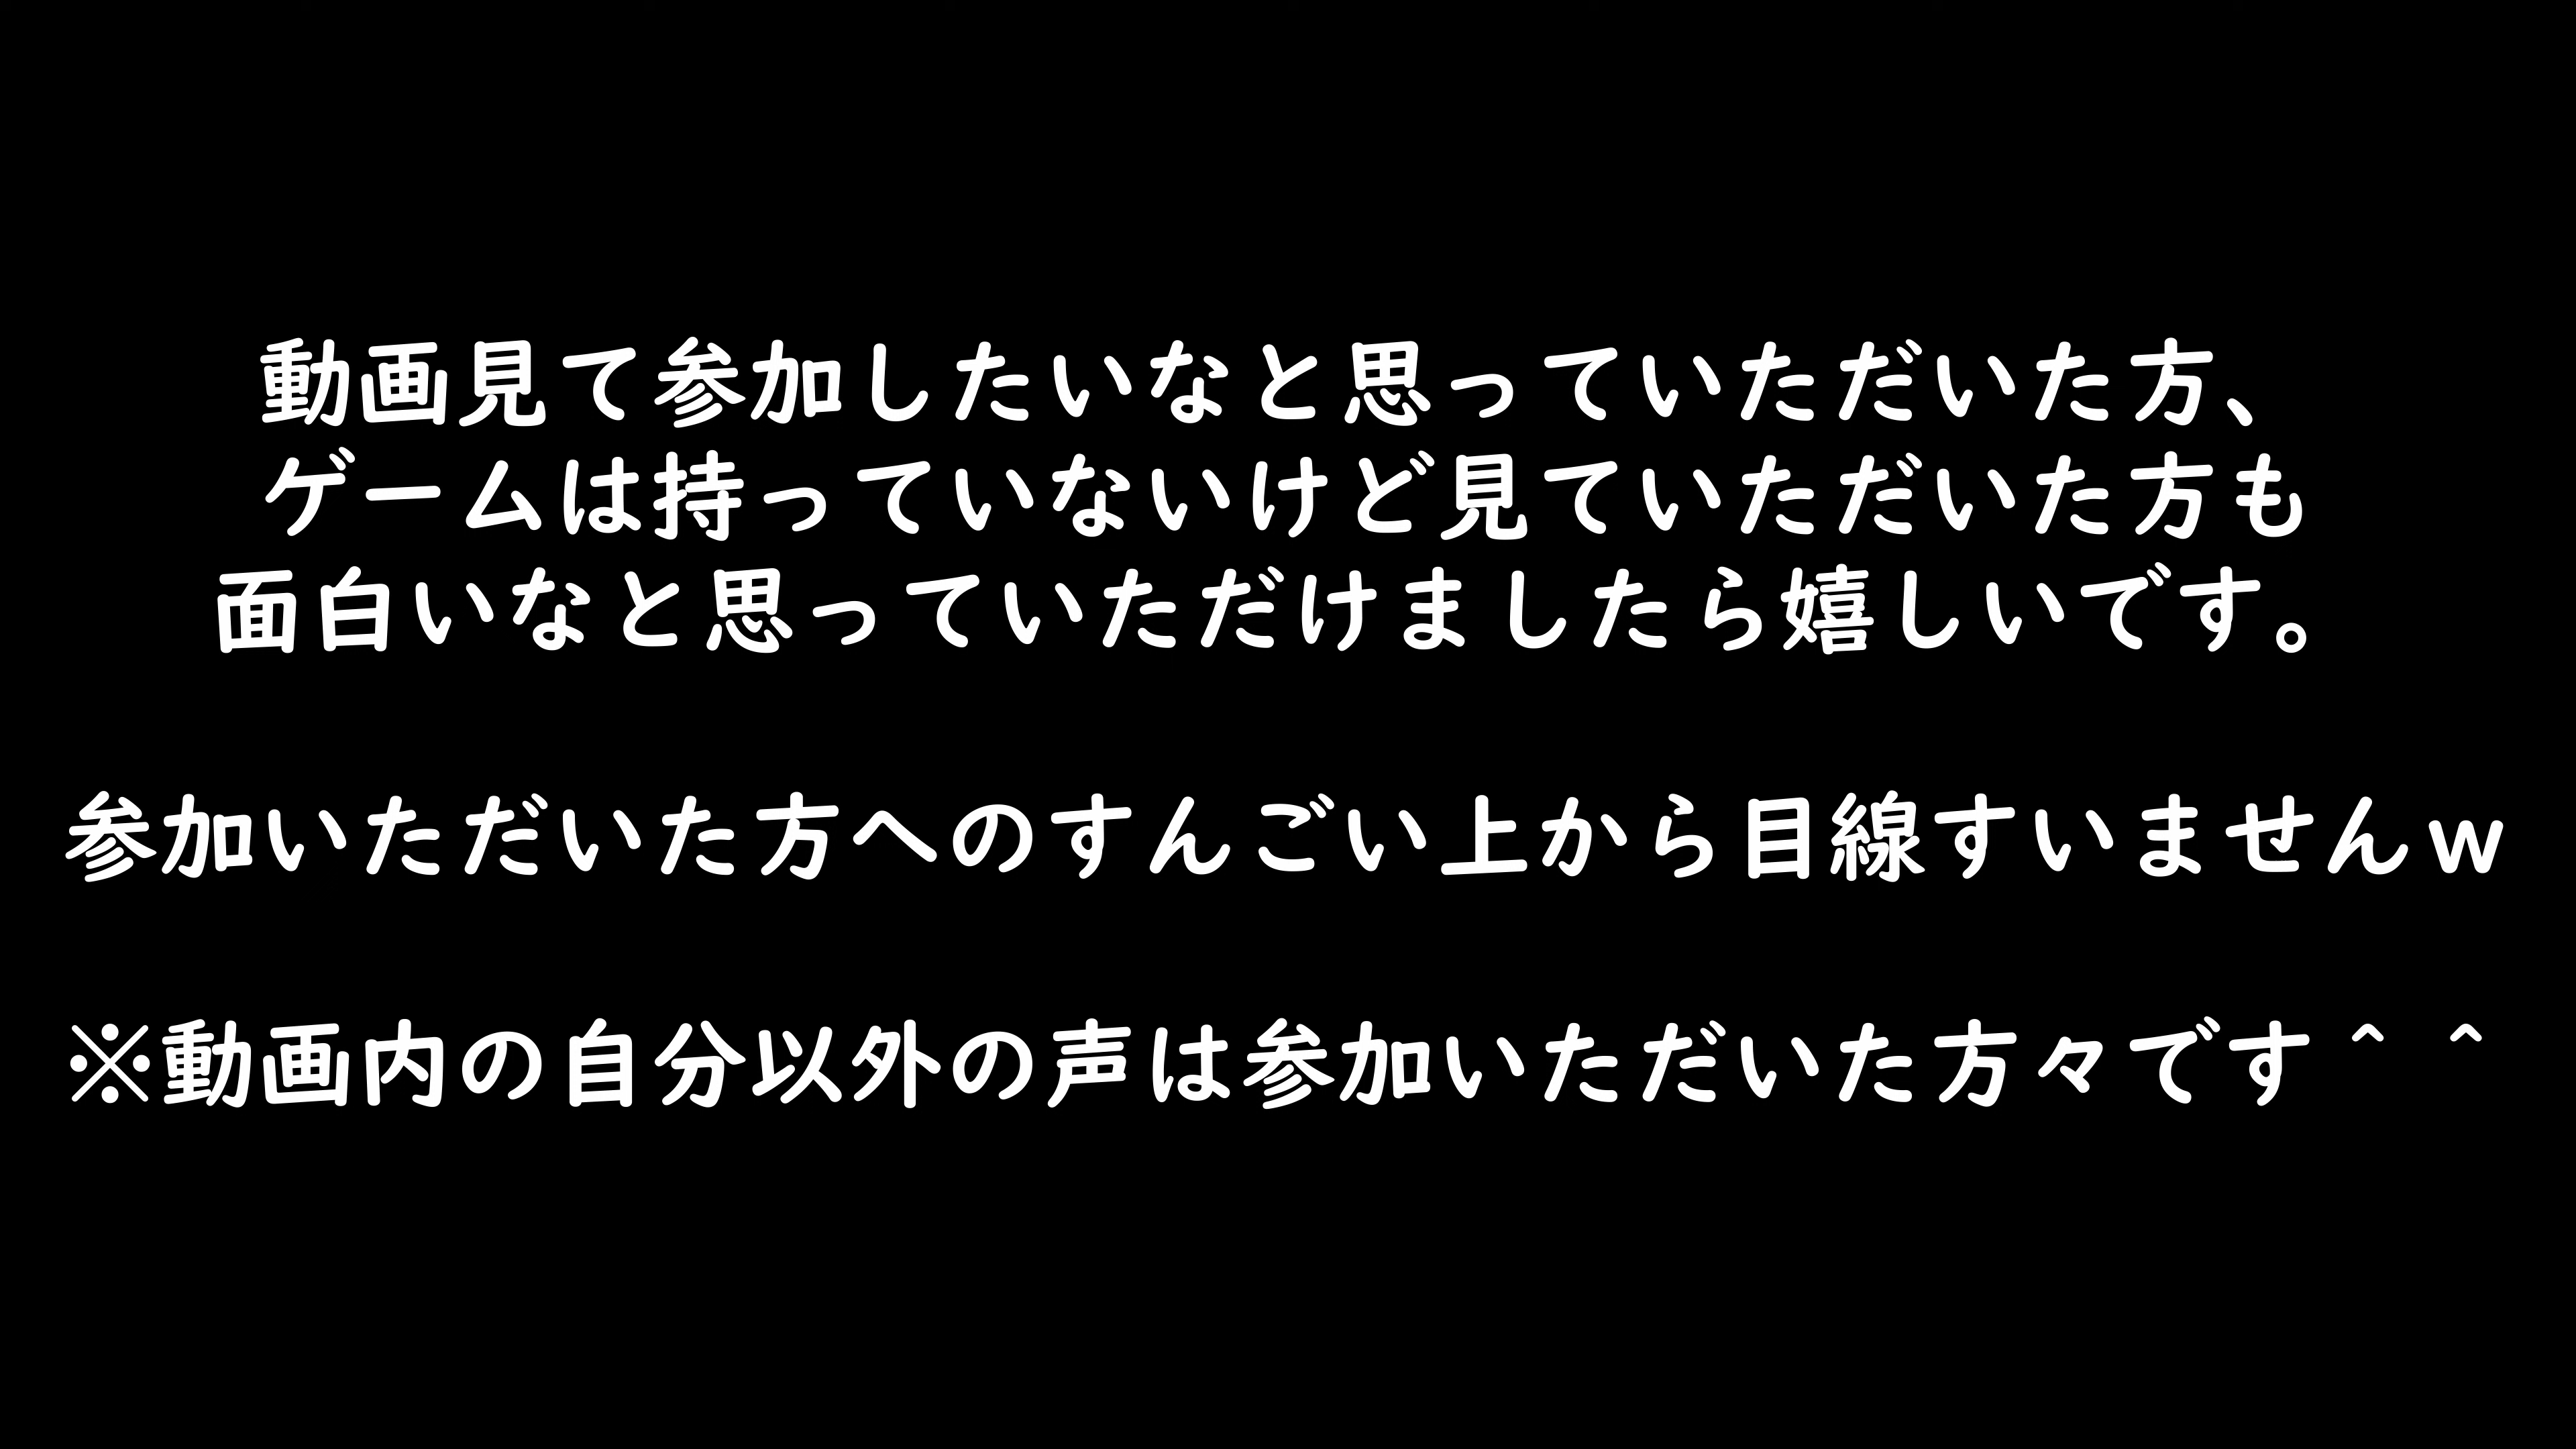 動画見て参加したいなと思っていただいた方、
ゲームは持っていないけど見ていただいた方も
面白いなと思っていただけましたら嬉しいです。
参加いただいた方へのすんごい上から目線すいませんｗ
※動画内の自分以外の声は参加いただいた方々です＾＾